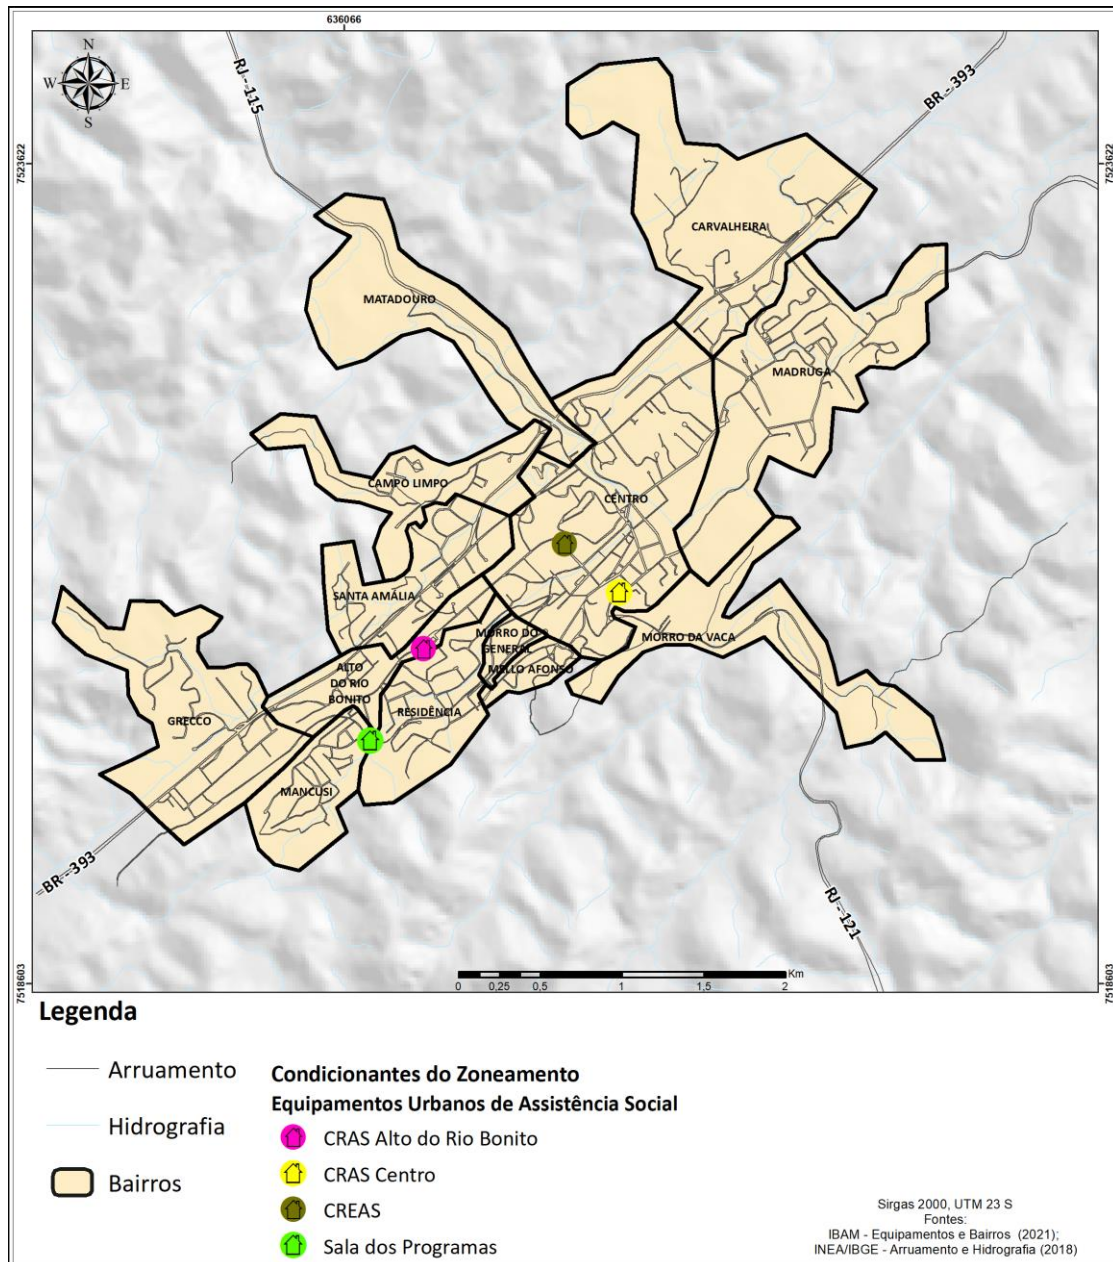 636066
N
W E
S
RJ - 115
BR - 393
7523622
7523622
CARVALHEIRA
MATADOURO
MADRUGA
CAMPO LIMPO
CENTRO
SANTA AMÁLIA
MORRO DO
GENERAL
MORRO DA VACA
MELLO AFONSO
ALTO
DO RIO
BONITO
RESIDÊNCIA
GRECCO
MANCUSI
BR - 393
RJ - 121
7518603
7518603
Km
0 0,25 0,5 1 1,5 2
Legenda
Arruamento
Hidrografia
Bairros
Condicionantes do Zoneamento
Equipamentos Urbanos de Assistência Social
CRAS Alto do Rio Bonito
CRAS Centro
CREAS
Sala dos Programas
Sirgas 2000, UTM 23 S
Fontes:
IBAM - Equipamentos e Bairros (2021);
INEA/IBGE - Arruamento e Hidrografia (2018)